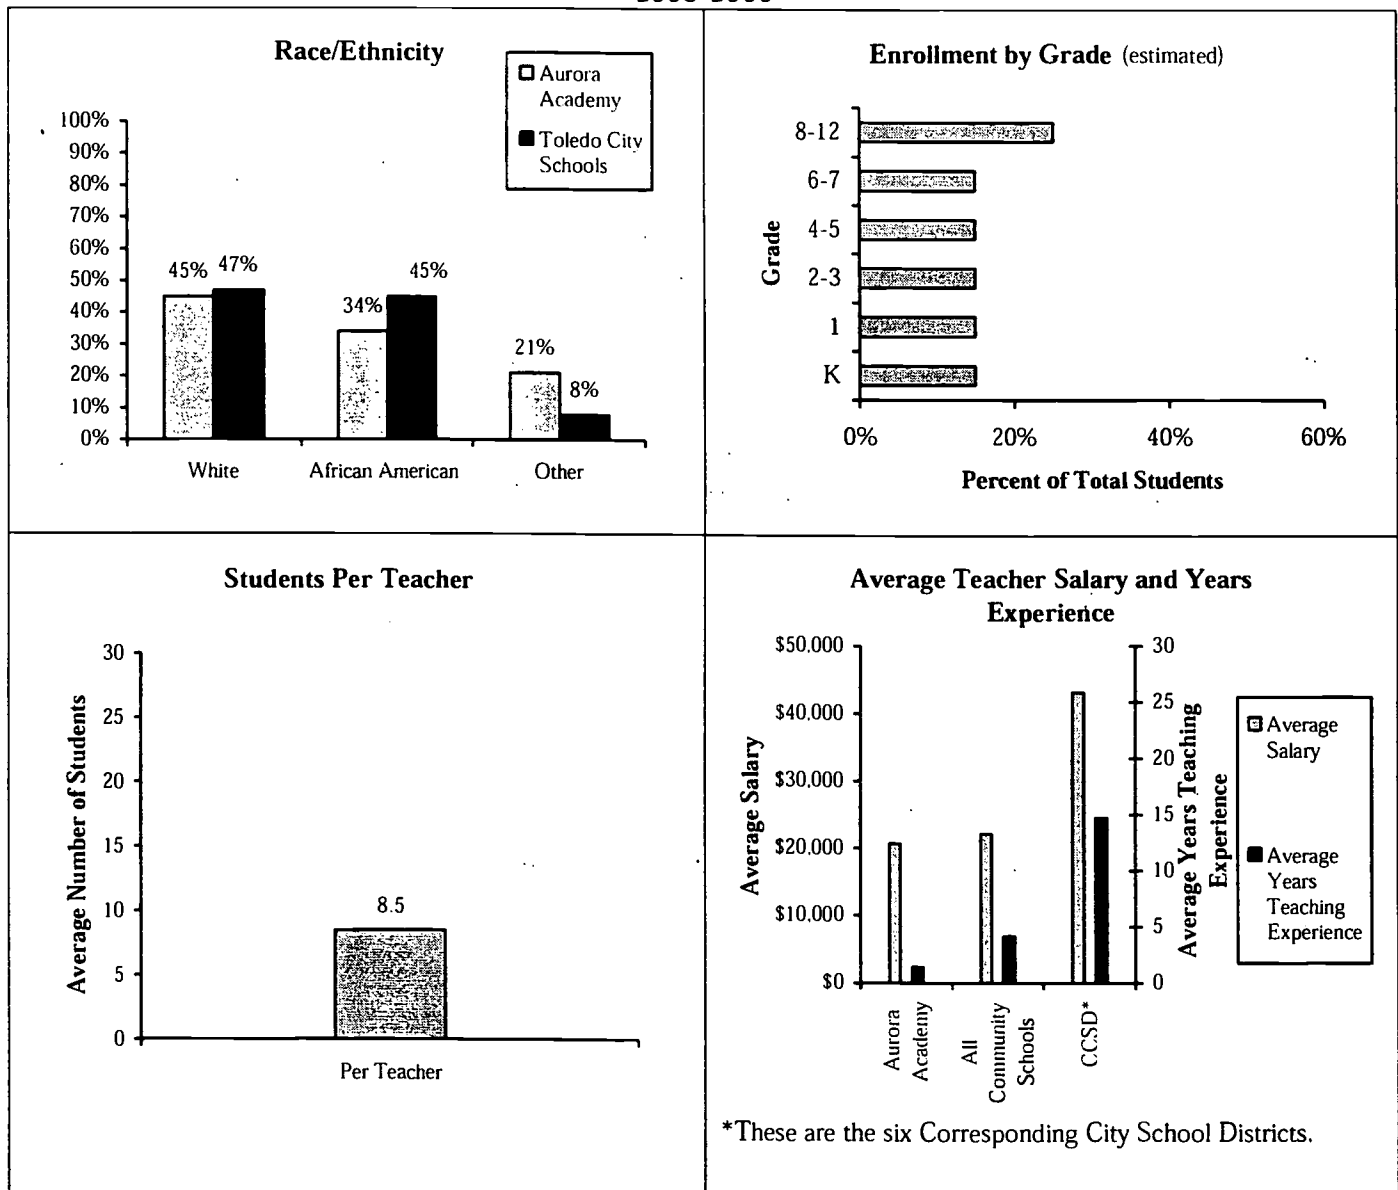 Race/Ethnicity
Aurora
Academy
Toledo City
Schools
100%
90%
80%
70%
60%
50%
40%
30%
20%
10%
0%
45%
47%
34%
45%
21%
8%
White
African American
Other
Enrollment by Grade (estimated)
Grade
8-12
6-7
4-5
2-3
1
K
0%
20%
40%
60%
Percent of Total Students
Students Per Teacher
Average Number of Students
30
25
20
15
10
5
0
8.5
Per Teacher
Average Teacher Salary and Years
Experience
Average Salary
$50,000
$40,000
$30,000
$20,000
$10,000
$0
30
25
20
15
10
5
0
Average Years Teaching
Experience
Average
Salary
Average
Years
Teaching
Experience
Aurora
Academy
All
Community
Schools
CCSD*
*These are the six Corresponding City School Districts.